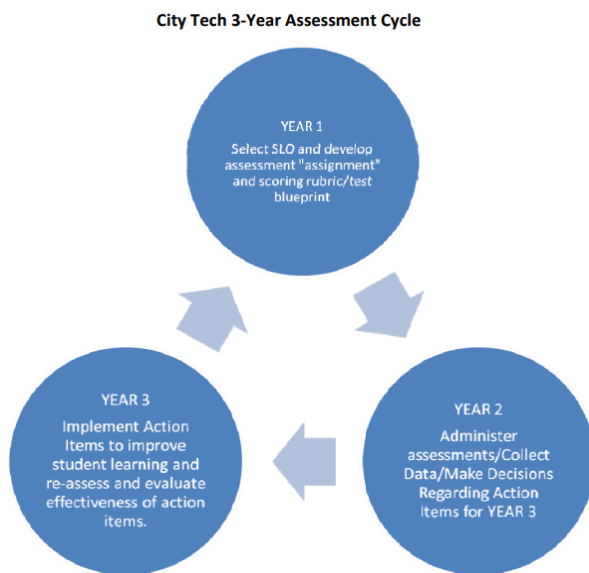 City Tech 3-Year Assessment Cycle
YEAR 1
Select SLO and develop
assessment "assignment"
and scoring rubric/test
blueprint
YEAR 2
Administer
assessments/Collect
Data/Make Decisions
Regarding Action
Items for YEAR 3
YEAR 3
Implement Action
Items to improve
student learning and
re-assess and evaluate
effectiveness of action
items.